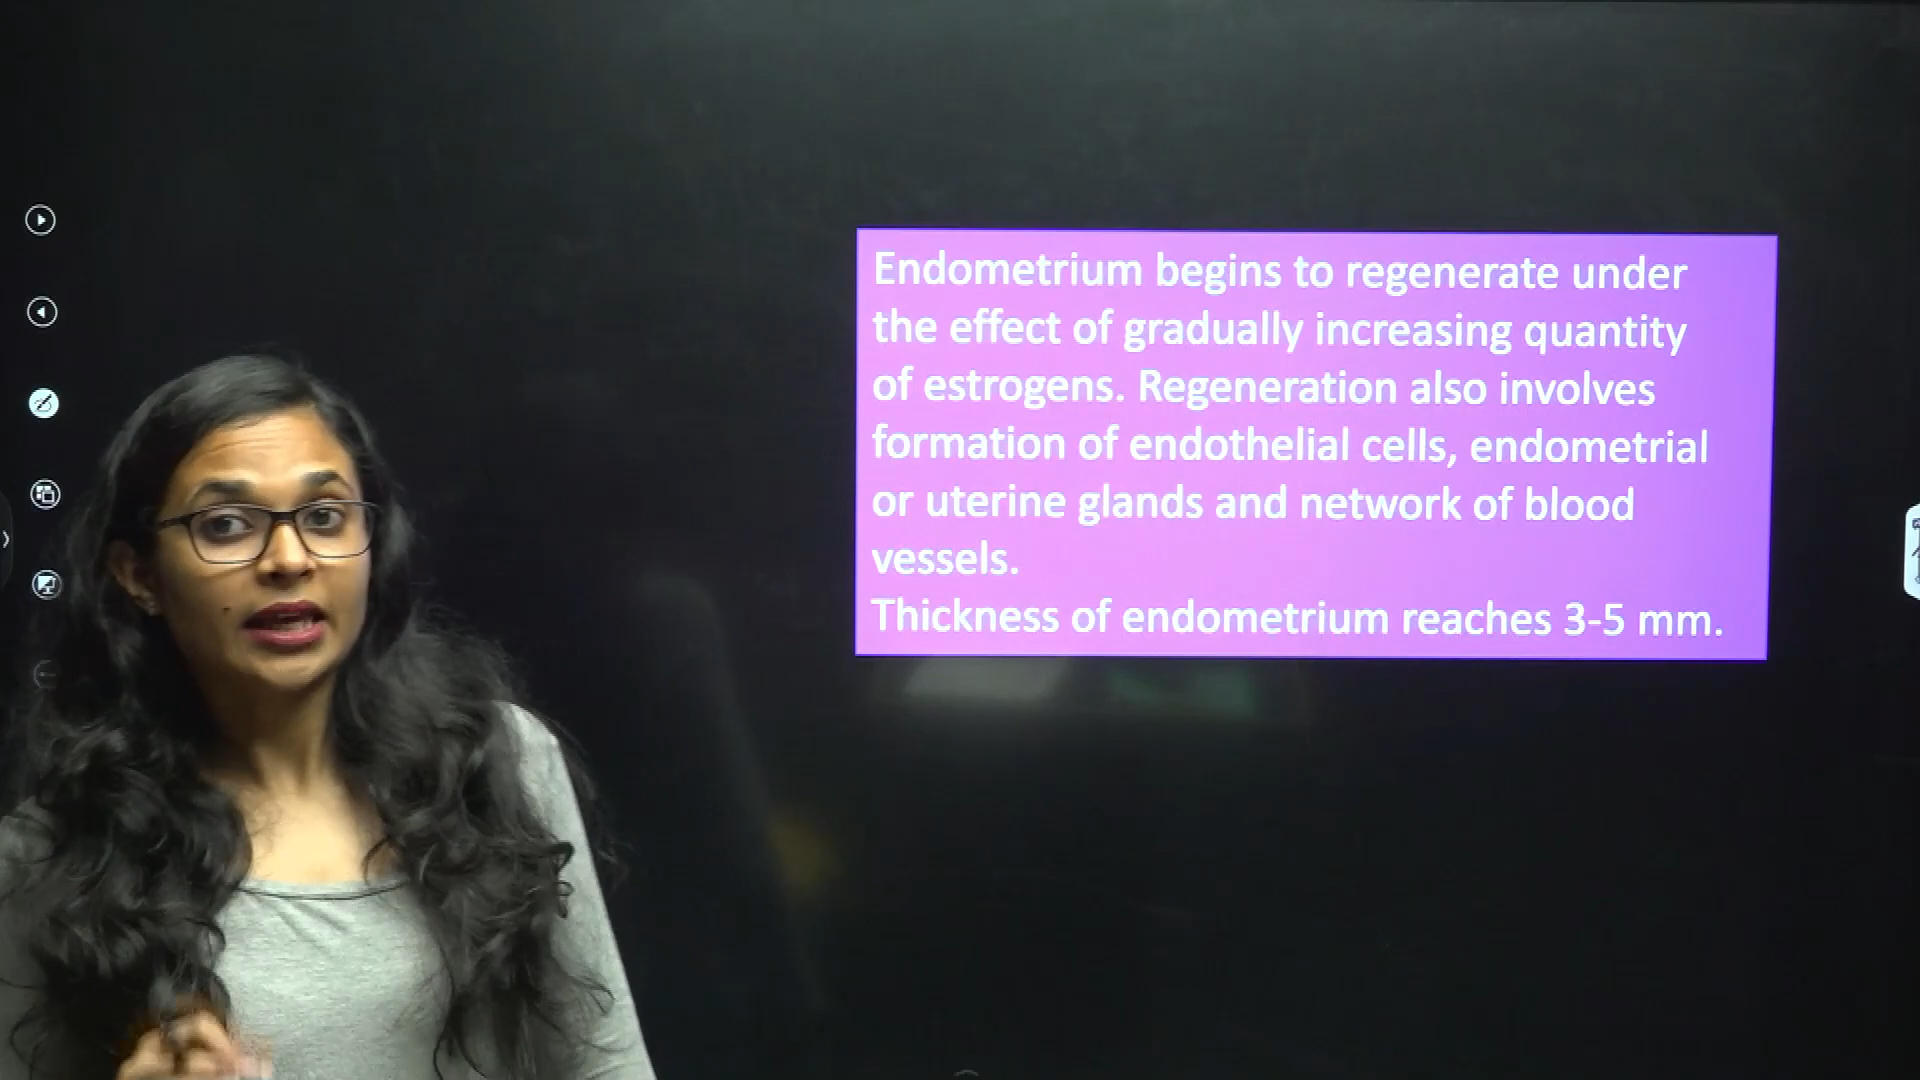 Endometrium begins to regenerate under
the effect of gradually increasing quantity
of estrogens. Regeneration also involves
formation of endothelial cells, endometrial
or uterine glands and network of blood
vessels.
Thickness of endometrium reaches 3-5 mm.